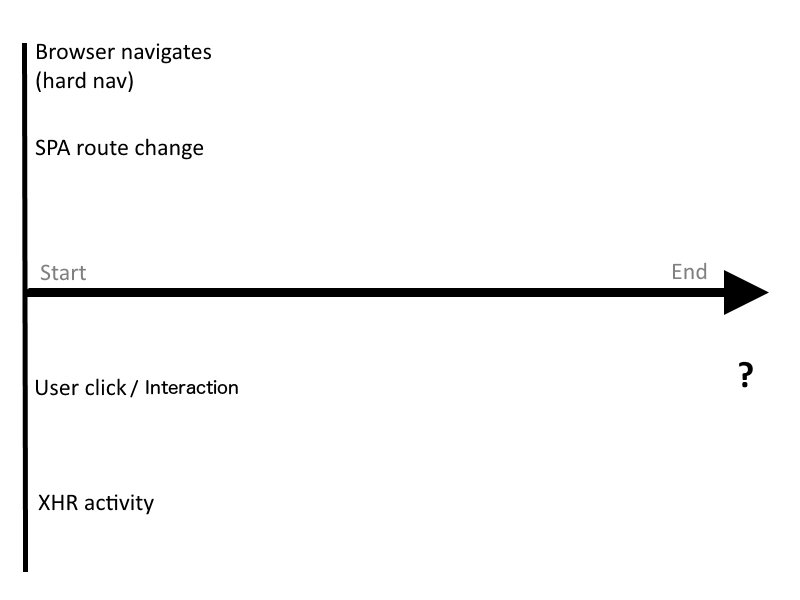 Browser navigates
(hard nav)
SPA route change
Start
End
User click / Interaction
?
XHR activity